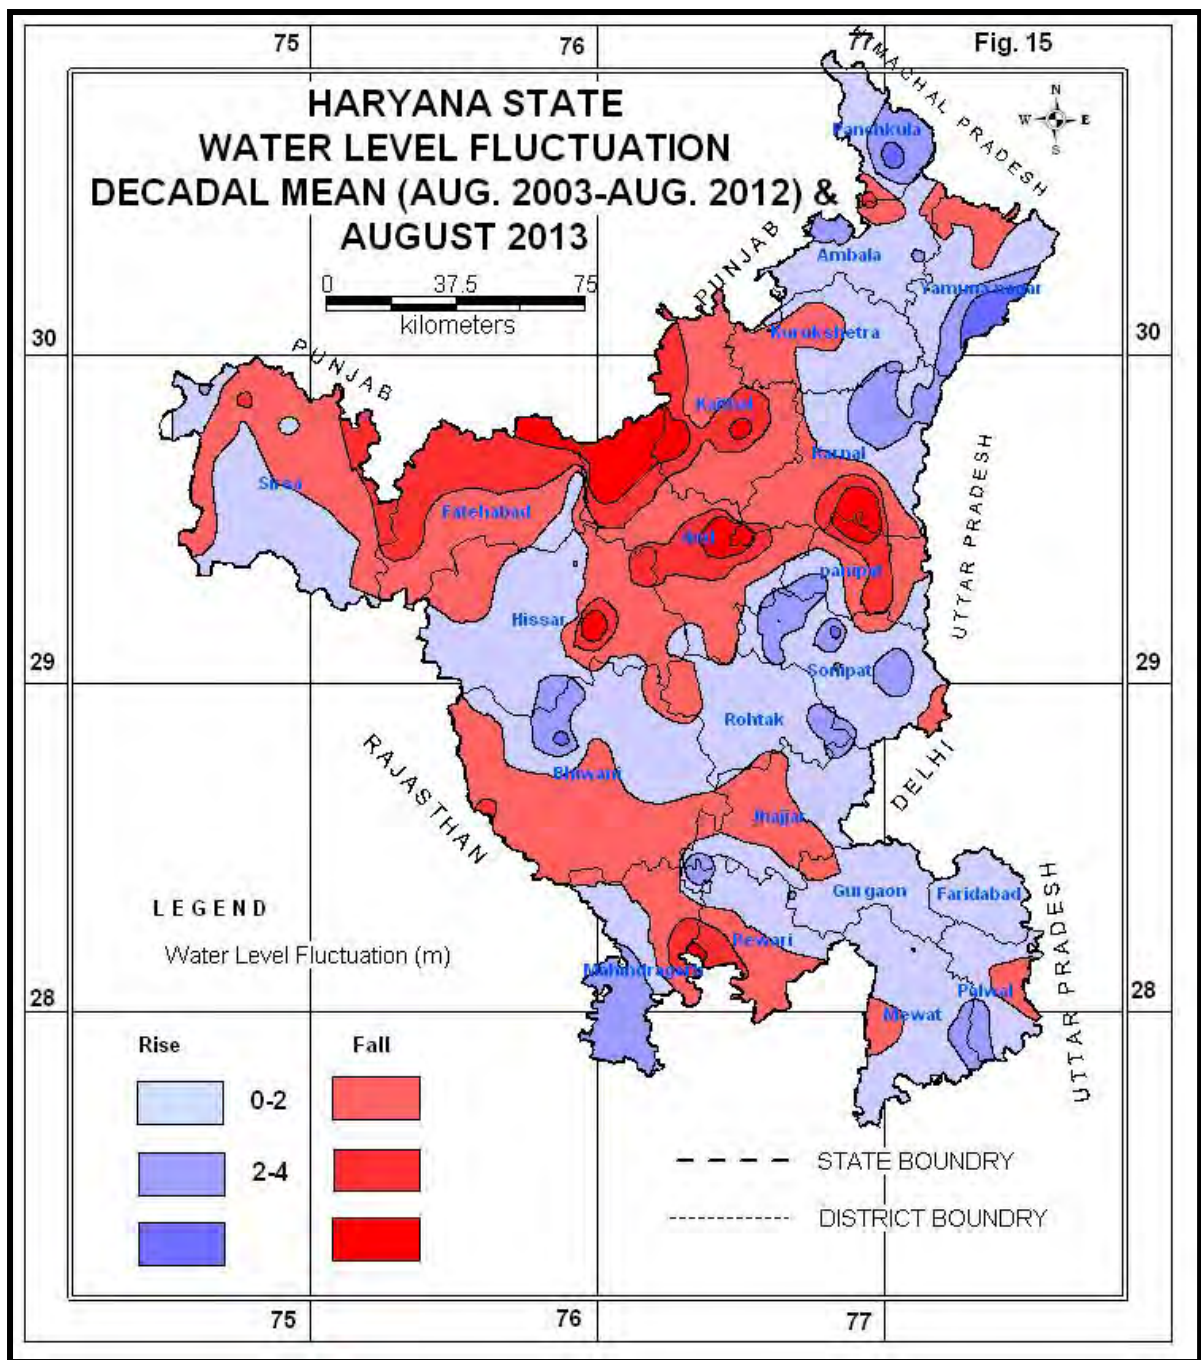 75
76
77
Fig. 15
HIMACHAL PRADESH
HARYANA STATE
WATER LEVEL FLUCTUATION
DECADAL MEAN (AUG. 2003-AUG. 2012) &
AUGUST 2013
N
W E
S
0 37.5 75
kilometers
Panchkula
PUNJAB
Ambala
Yamuna nagar
Kurukshetra
30
30
PUNJAB
Kaithal
Karnal
UTTAR PRADESH
Sirsa
Fatehabad
Jind
panipat
Hissar
29
29
Sonipat
Rohtak
RAJASTHAN
Bhiwani
DELHI
Jhajjar
Gurgaon
Faridabad
LEGEND
Water Level Fluctuation (m)
Rewari
Mahindragarh
UTTAR PRADESH
28
28
Palwal
Mewat
Rise Fall
0-2
2-4
STATE BOUNDRY
DISTRICT BOUNDRY
75
76
77